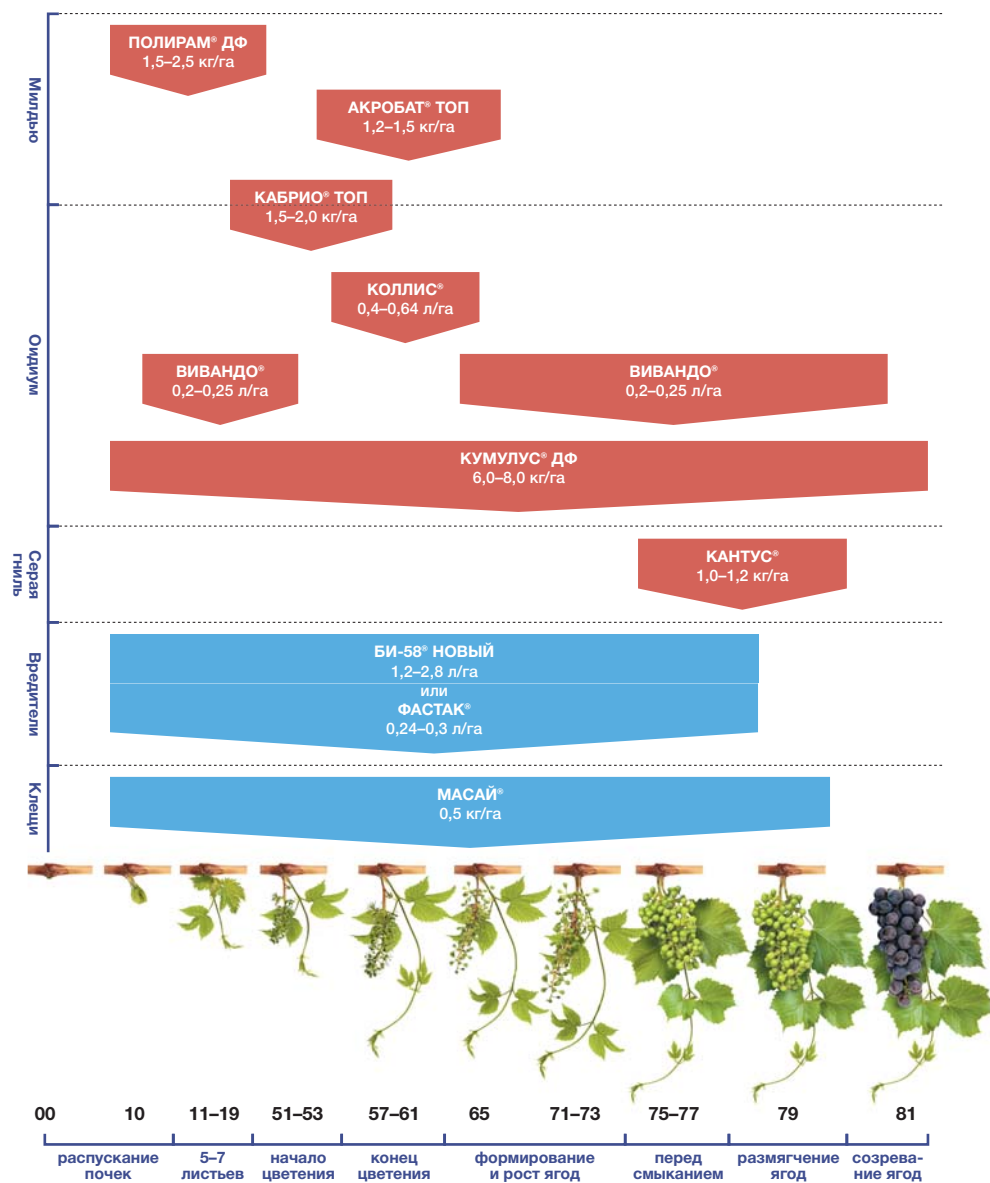 Милдью
ПОЛИРАМ® ДФ
1,5–2,5 кг/га
АКРОБАТ® ТОП
1,2–1,5 кг/га
КАБРИО® ТОП
1,5–2,0 кг/га
Оидиум
КОЛЛИС®
0,4–0,64 л/га
ВИВАНДО®
0,2–0,25 л/га
ВИВАНДО®
0,2–0,25 л/га
КУМУЛУС® ДФ
6,0–8,0 кг/га
Серая
гниль
КАНТУС®
1,0–1,2 кг/га
Вредители
БИ-58® НОВЫЙ
1,2–2,8 л/га
или
ФАСТАК®
0,24–0,3 л/га
Клещи
МАСАЙ®
0,5 кг/га
00 10 11–19 51–53 57–61 65 71–73 75–77 79 81
распускание
почек
5–7
листьев
начало
цветения
конец
цветения
формирование
и рост ягод
перед
смыканием
размягчение
ягод
созрева-
ние ягод